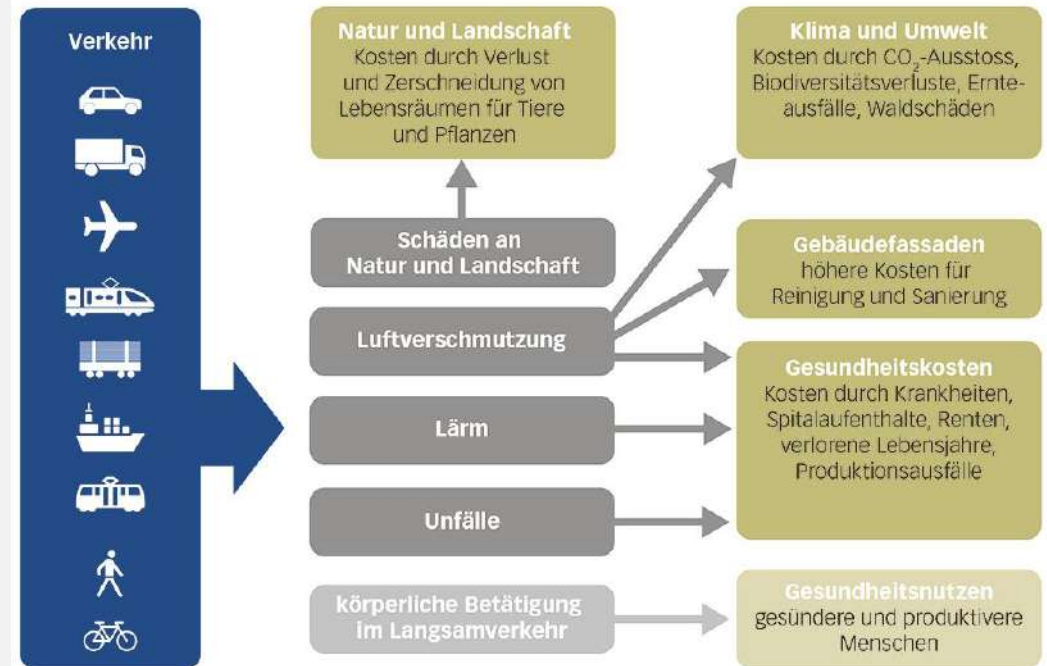 Verkehr
Natur und Landschaft
Kosten durch Verlust
und Zerschneidung von
Lebensräumen für Tiere
und Pflanzen
Klima und Umwelt
Kosten durch CO₂-Ausstoss,
Biodiversitätsverluste, Ernte-
ausfälle, Waldschäden
Schäden an
Natur und Landschaft
Gebäudefassaden
höhere Kosten für
Reinigung und Sanierung
Luftverschmutzung
Gesundheitskosten
Kosten durch Krankheiten,
Spitalaufenthalte, Renten,
verlorene Lebensjahre,
Produktionsausfälle
Lärm
Unfälle
körperliche Betätigung
im Langsamverkehr
Gesundheitsnutzen
gesündere und produktivere
Menschen